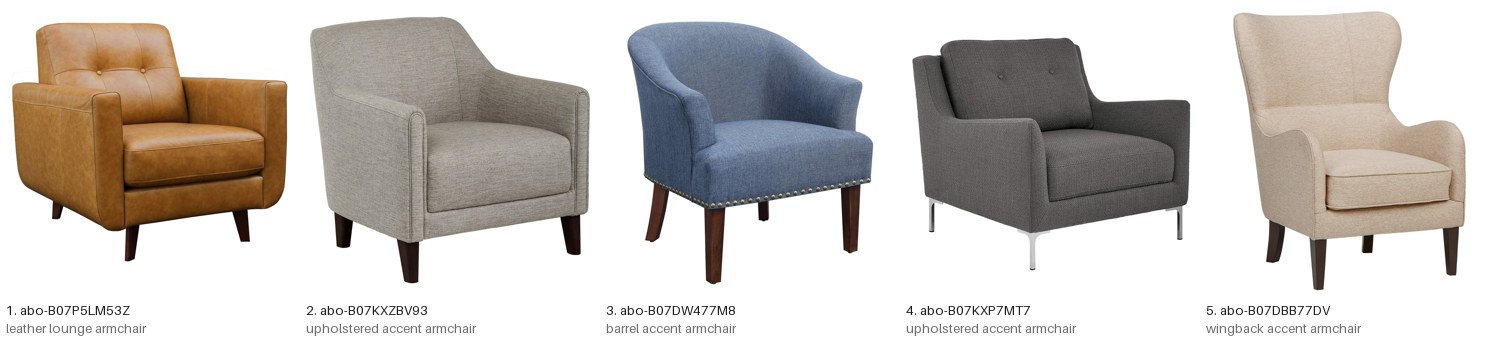 1. abo-B07P5LM53Z
leather lounge armchair
2. abo-B07KXZBV93
upholstered accent armchair
3. abo-B07DW477M8
barrel accent armchair
4. abo-B07KXP7MT7
upholstered accent armchair
5. abo-B07DBB77DV
wingback accent armchair